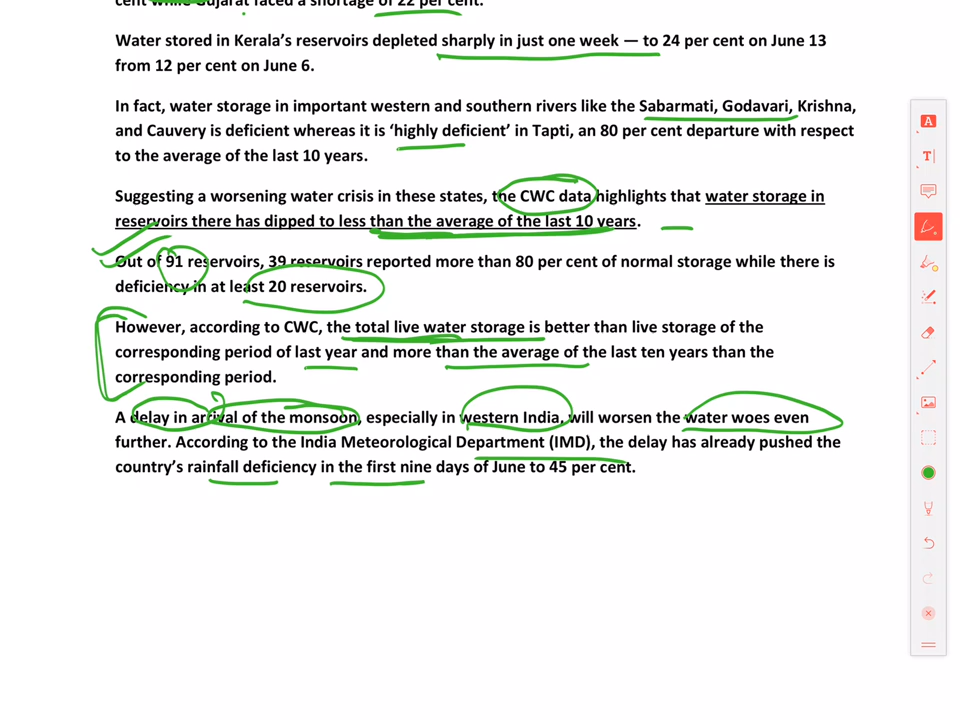 cent while Gujarat faced a shortage of 22 per cent.
Water stored in Kerala’s reservoirs depleted sharply in just one week — to 24 per cent on June 13
from 12 per cent on June 6.
In fact, water storage in important western and southern rivers like the Sabarmati, Godavari, Krishna,
and Cauvery is deficient whereas it is ‘highly deficient’ in Tapti, an 80 per cent departure with respect
to the average of the last 10 years.
Suggesting a worsening water crisis in these states, the CWC data highlights that water storage in
reservoirs there has dipped to less than the average of the last 10 years.
Out of 91 reservoirs, 39 reservoirs reported more than 80 per cent of normal storage while there is
deficiency in at least 20 reservoirs.
However, according to CWC, the total live water storage is better than live storage of the
corresponding period of last year and more than the average of the last ten years than the
corresponding period.
A delay in arrival of the monsoon, especially in western India, will worsen the water woes even
further. According to the India Meteorological Department (IMD), the delay has already pushed the
country’s rainfall deficiency in the first nine days of June to 45 per cent.
A
T